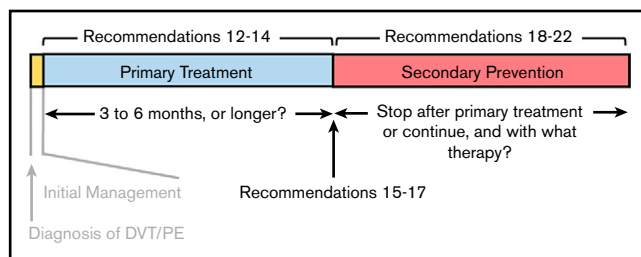 Recommendations 12-14
Recommendations 18-22
Primary Treatment
Secondary Prevention
3 to 6 months, or longer?
Stop after primary treatment
or continue, and with what
therapy?
Recommendations 15-17
Initial Management
Diagnosis of DVT/PE